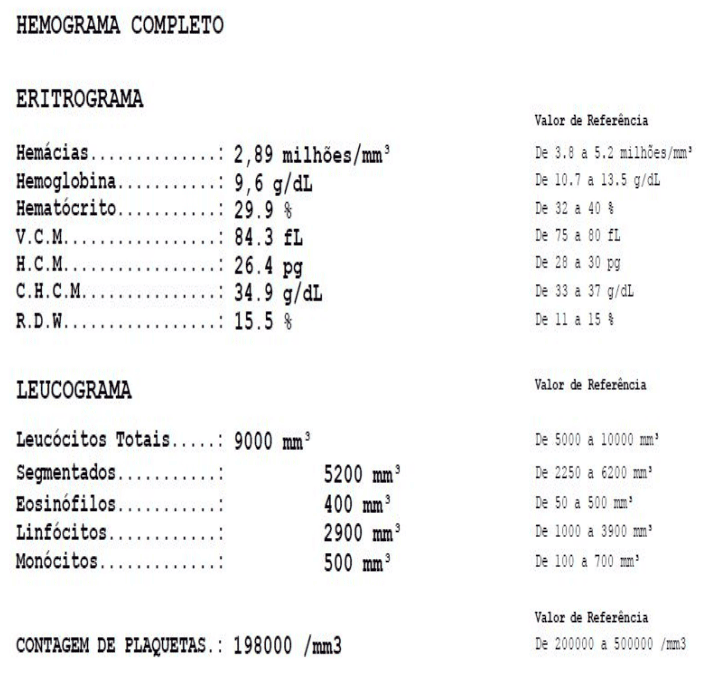 HEMOGRAMA COMPLETO
ERITROGRAMA
Valor de Referência
Hemácias..............: 2,89 milhões/mm³ De 3.8 a 5.2 milhões/mm³
Hemoglobina...........: 9,6 g/dL De 10.7 a 13.5 g/dL
Hematócrito...........: 29.9 % De 32 a 40 %
V.C.M.................: 84.3 fL De 75 a 80 fL
H.C.M.................: 26.4 pg De 28 a 30 pg
C.H.C.M...............: 34.9 g/dL De 33 a 37 g/dL
R.D.W.................: 15.5 % De 11 a 15 %
LEUCOGRAMA Valor de Referência
Leucócitos Totais.....: 9000 mm³ De 5000 a 10000 mm³
Segmentados...........: 5200 mm³ De 2250 a 6200 mm³
Eosinófilos...........: 400 mm³ De 50 a 500 mm³
Linfócitos............: 2900 mm³ De 1000 a 3900 mm³
Monócitos.............: 500 mm³ De 100 a 700 mm³
Valor de Referência
CONTAGEM DE PLAQUETAS.: 198000 /mm3 De 200000 a 500000 /mm3